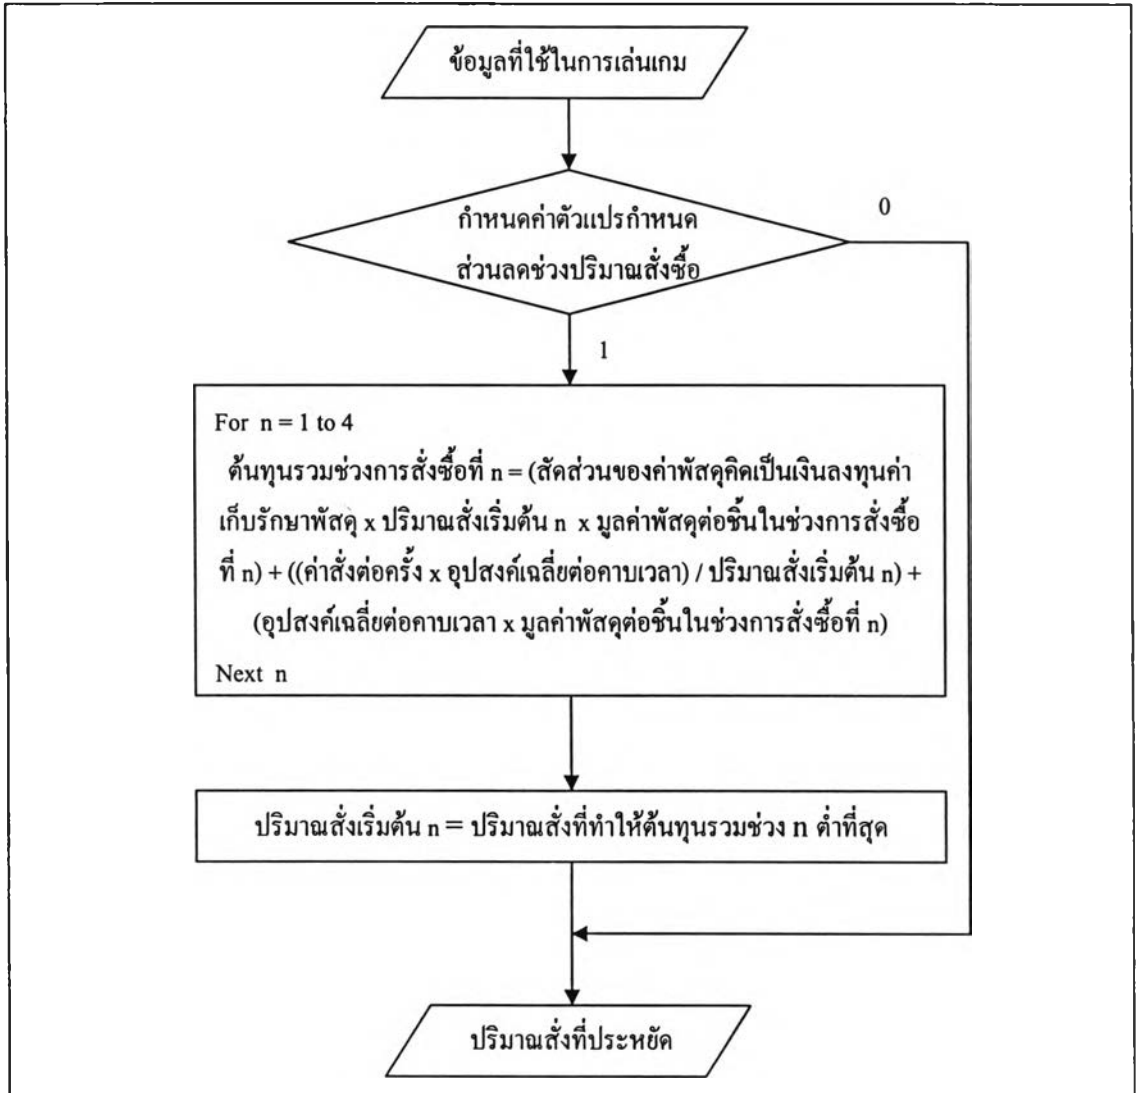 ข้อมูลที่ใช้ในการเล่นเกม
กำหนดค่าตัวแปรกำหนด
ส่วนลดช่วงปริมาณสั่งซื้อ
0
1
For n = 1 to 4
ต้นทุนรวมช่วงการสั่งซื้อที่ n = (สัดส่วนของค่าพัสดุคิดเป็นเงินลงทุนค่า
เก็บรักษาพัสดุ x ปริมาณสั่งเริ่มต้น n x มูลค่าพัสดุต่อชิ้นในช่วงการสั่งซื้อ
ที่ n) + ((ค่าสั่งต่อครั้ง x อุปสงค์เฉลี่ยต่อคาบเวลา) / ปริมาณสั่งเริ่มต้น n) +
(อุปสงค์เฉลี่ยต่อคาบเวลา x มูลค่าพัสดุต่อชิ้นในช่วงการสั่งซื้อที่ n)
Next n
ปริมาณสั่งเริ่มต้น n = ปริมาณสั่งที่ทำให้ต้นทุนรวมช่วง n ต่ำที่สุด
ปริมาณสั่งที่ประหยัด